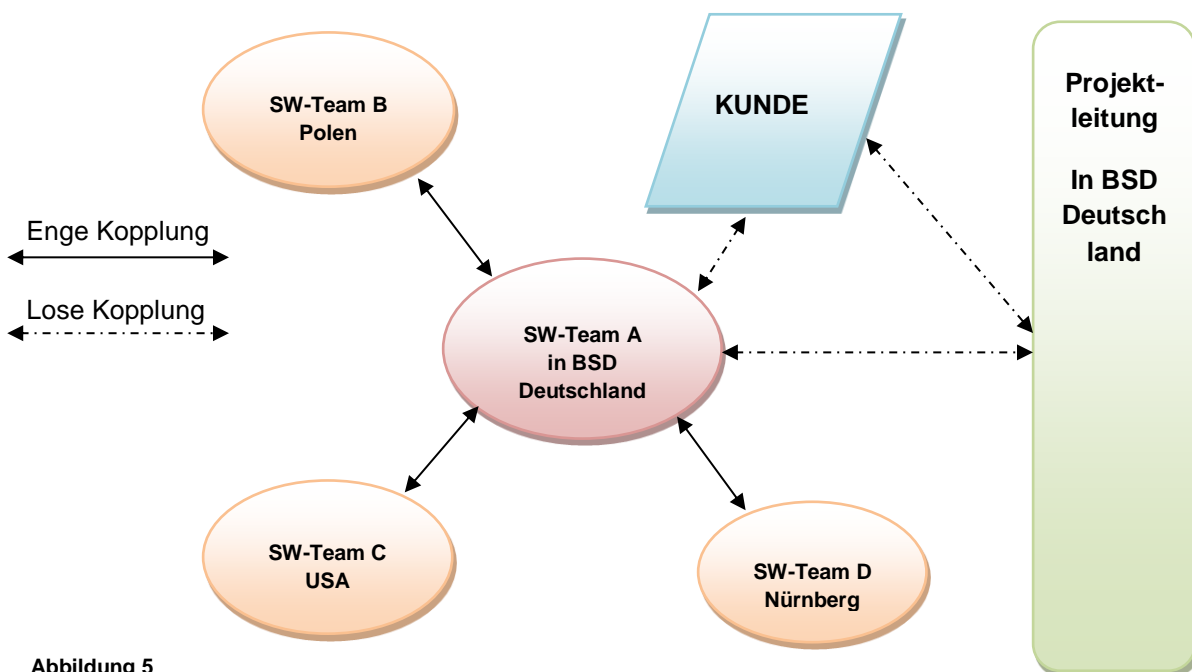 SW-Team B
Polen
KUNDE
Projekt-
leitung
In BSD
Deutsch
land
Enge Kopplung
Lose Kopplung
SW-Team A
in BSD
Deutschland
SW-Team C
USA
SW-Team D
Nürnberg
Abbildung 5